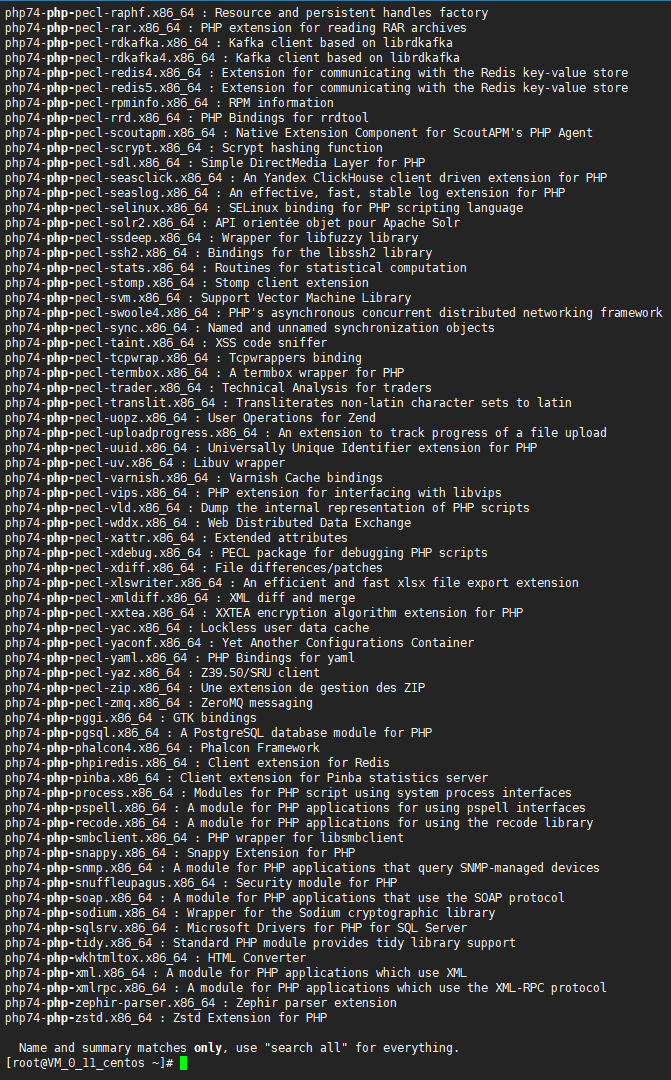 php74-php-pecl-raphf.x86_64 : Resource and persistent handles factory
php74-php-pecl-rar.x86_64 : PHP extension for reading RAR archives
php74-php-pecl-rdkafka.x86_64 : Kafka client based on librdkafka
php74-php-pecl-rdkafka4.x86_64 : Kafka client based on librdkafka
php74-php-pecl-redis4.x86_64 : Extension for communicating with the Redis key-value store
php74-php-pecl-redis5.x86_64 : Extension for communicating with the Redis key-value store
php74-php-pecl-rpminfo.x86_64 : RPM information
php74-php-pecl-rrd.x86_64 : PHP Bindings for rrdtool
php74-php-pecl-scoutapm.x86_64 : Native Extension Component for ScoutAPM's PHP Agent
php74-php-pecl-scrypt.x86_64 : Scrypt hashing function
php74-php-pecl-sdl.x86_64 : Simple DirectMedia Layer for PHP
php74-php-pecl-seasclick.x86_64 : An Yandex ClickHouse client driven extension for PHP
php74-php-pecl-seaslog.x86_64 : An effective, fast, stable log extension for PHP
php74-php-pecl-selinux.x86_64 : SELinux binding for PHP scripting language
php74-php-pecl-solr2.x86_64 : API orientée objet pour Apache Solr
php74-php-pecl-ssdeep.x86_64 : Wrapper for libfuzzy library
php74-php-pecl-ssh2.x86_64 : Bindings for the libssh2 library
php74-php-pecl-stats.x86_64 : Routines for statistical computation
php74-php-pecl-stomp.x86_64 : Stomp client extension
php74-php-pecl-svm.x86_64 : Support Vector Machine Library
php74-php-pecl-swoole4.x86_64 : PHP's asynchronous concurrent distributed networking framework
php74-php-pecl-sync.x86_64 : Named and unnamed synchronization objects
php74-php-pecl-taint.x86_64 : XSS code sniffer
php74-php-pecl-tcpwrap.x86_64 : Tcpwrappers binding
php74-php-pecl-termbox.x86_64 : A termbox wrapper for PHP
php74-php-pecl-trader.x86_64 : Technical Analysis for traders
php74-php-pecl-translit.x86_64 : Transliterates non-latin character sets to latin
php74-php-pecl-uopz.x86_64 : User Operations for Zend
php74-php-pecl-uploadprogress.x86_64 : An extension to track progress of a file upload
php74-php-pecl-uuid.x86_64 : Universally Unique Identifier extension for PHP
php74-php-pecl-uv.x86_64 : Libuv wrapper
php74-php-pecl-varnish.x86_64 : Varnish Cache bindings
php74-php-pecl-vips.x86_64 : PHP extension for interfacing with libvips
php74-php-pecl-vld.x86_64 : Dump the internal representation of PHP scripts
php74-php-pecl-wddx.x86_64 : Web Distributed Data Exchange
php74-php-pecl-xattr.x86_64 : Extended attributes
php74-php-pecl-xdebug.x86_64 : PECL package for debugging PHP scripts
php74-php-pecl-xdiff.x86_64 : File differences/patches
php74-php-pecl-xlswriter.x86_64 : An efficient and fast xlsx file export extension
php74-php-pecl-xmldiff.x86_64 : XML diff and merge
php74-php-pecl-xxtea.x86_64 : XXTEA encryption algorithm extension for PHP
php74-php-pecl-yac.x86_64 : Lockless user data cache
php74-php-pecl-yaconf.x86_64 : Yet Another Configurations Container
php74-php-pecl-yaml.x86_64 : PHP Bindings for yaml
php74-php-pecl-yaz.x86_64 : Z39.50/SRU client
php74-php-pecl-zip.x86_64 : Une extension de gestion des ZIP
php74-php-pecl-zmq.x86_64 : ZeroMQ messaging
php74-php-pggi.x86_64 : GTK bindings
php74-php-pgsql.x86_64 : A PostgreSQL database module for PHP
php74-php-phalcon4.x86_64 : Phalcon Framework
php74-php-phpiredis.x86_64 : Client extension for Redis
php74-php-pinba.x86_64 : Client extension for Pinba statistics server
php74-php-process.x86_64 : Modules for PHP script using system process interfaces
php74-php-pspell.x86_64 : A module for PHP applications for using pspell interfaces
php74-php-recode.x86_64 : A module for PHP applications for using the recode library
php74-php-smbclient.x86_64 : PHP wrapper for libsmbclient
php74-php-snappy.x86_64 : Snappy Extension for PHP
php74-php-snmp.x86_64 : A module for PHP applications that query SNMP-managed devices
php74-php-snuffleupagus.x86_64 : Security module for PHP
php74-php-soap.x86_64 : A module for PHP applications that use the SOAP protocol
php74-php-sodium.x86_64 : Wrapper for the Sodium cryptographic library
php74-php-sqlsrv.x86_64 : Microsoft Drivers for PHP for SQL Server
php74-php-tidy.x86_64 : Standard PHP module provides tidy library support
php74-php-wkhtmltox.x86_64 : HTML Converter
php74-php-xml.x86_64 : A module for PHP applications which use XML
php74-php-xmlrpc.x86_64 : A module for PHP applications which use the XML-RPC protocol
php74-php-zephir-parser.x86_64 : Zephir parser extension
php74-php-zstd.x86_64 : Zstd Extension for PHP
Name and summary matches only, use "search all" for everything.
[root@VM_0_11_centos ~]#